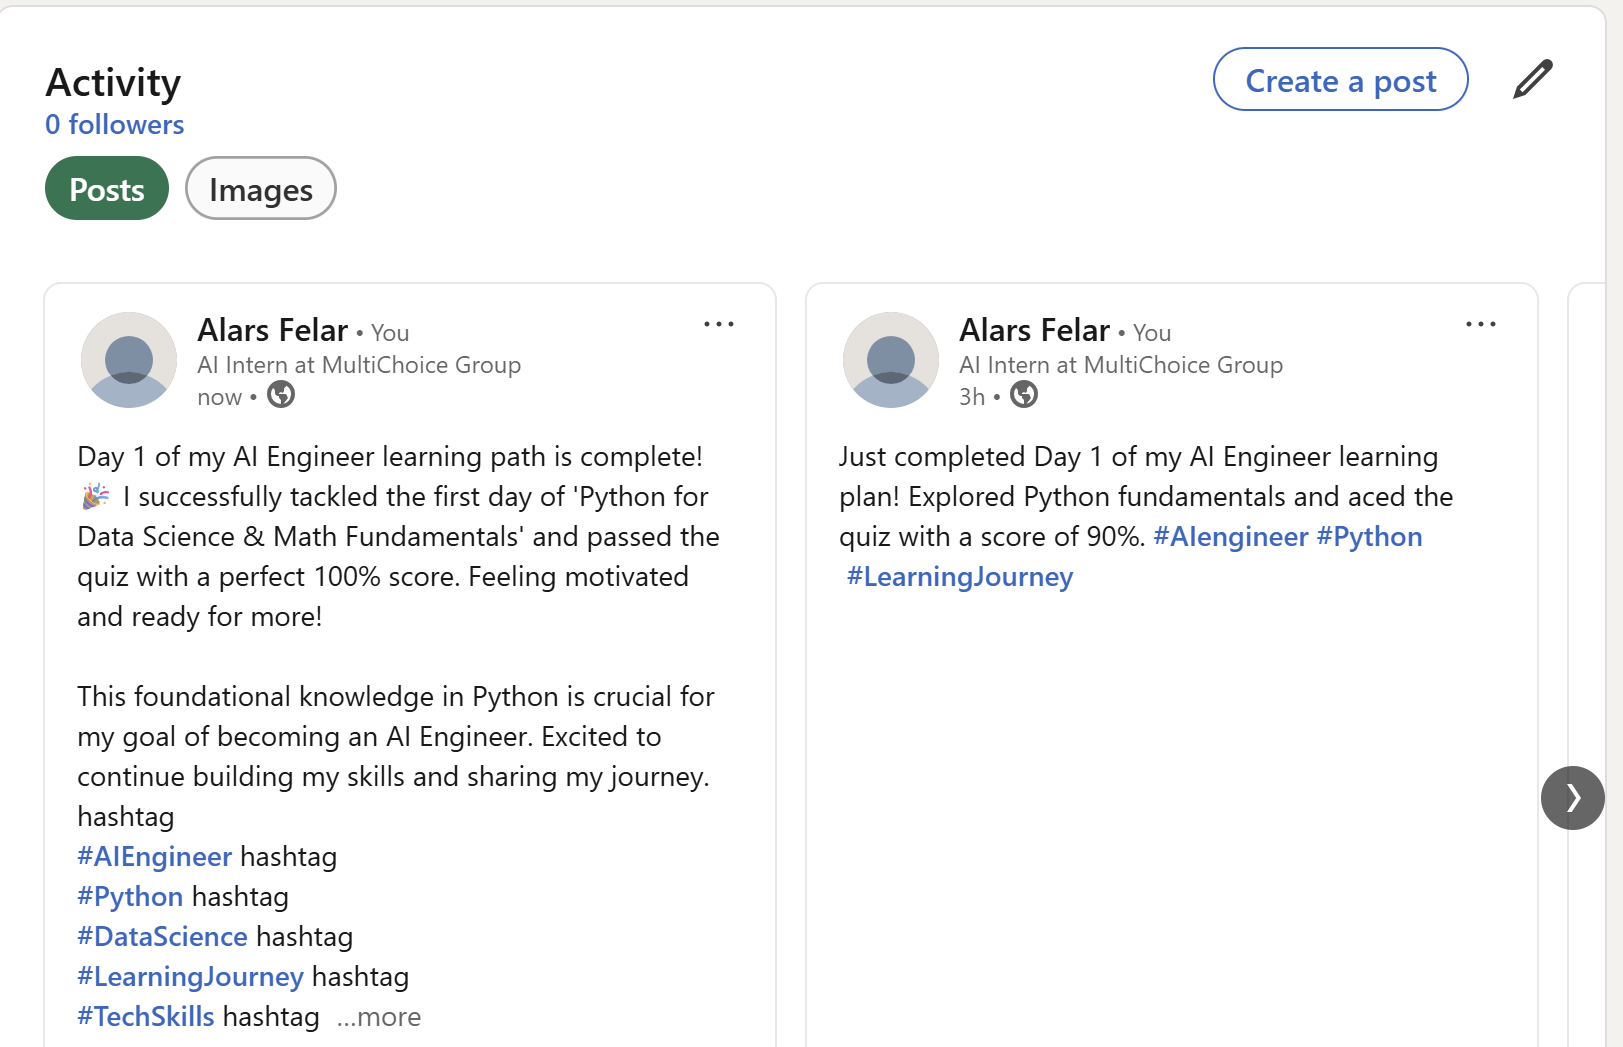 Activity
0 followers
Create a post
Posts
Images
Alars Felar • You
AI Intern at MultiChoice Group
now •
Day 1 of my AI Engineer learning path is complete!
🎉 I successfully tackled the first day of 'Python for
Data Science & Math Fundamentals' and passed the
quiz with a perfect 100% score. Feeling motivated
and ready for more!
This foundational knowledge in Python is crucial for
my goal of becoming an AI Engineer. Excited to
continue building my skills and sharing my journey.
hashtag
#AIEngineer hashtag
#Python hashtag
#DataScience hashtag
#LearningJourney hashtag
#TechSkills hashtag ...more
Alars Felar • You
AI Intern at MultiChoice Group
3h •
Just completed Day 1 of my AI Engineer learning
plan! Explored Python fundamentals and aced the
quiz with a score of 90%. #AIengineer #Python
#LearningJourney